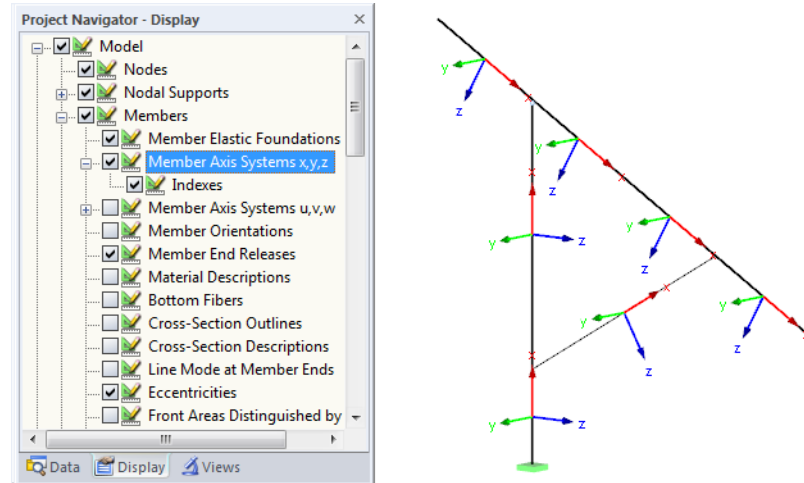 Project Navigator - Display
Model
Nodes
Nodal Supports
Members
Member Elastic Foundations
Member Axis Systems x,y,z
Indexes
Member Axis Systems u,v,w
Member Orientations
Member End Releases
Material Descriptions
Bottom Fibers
Cross-Section Outlines
Cross-Section Descriptions
Line Mode at Member Ends
Eccentricities
Front Areas Distinguished by
Data Display Views
y
z
x
y
z
x
y
z
x
y
z
x
y
z
x
y
z
y
z
x